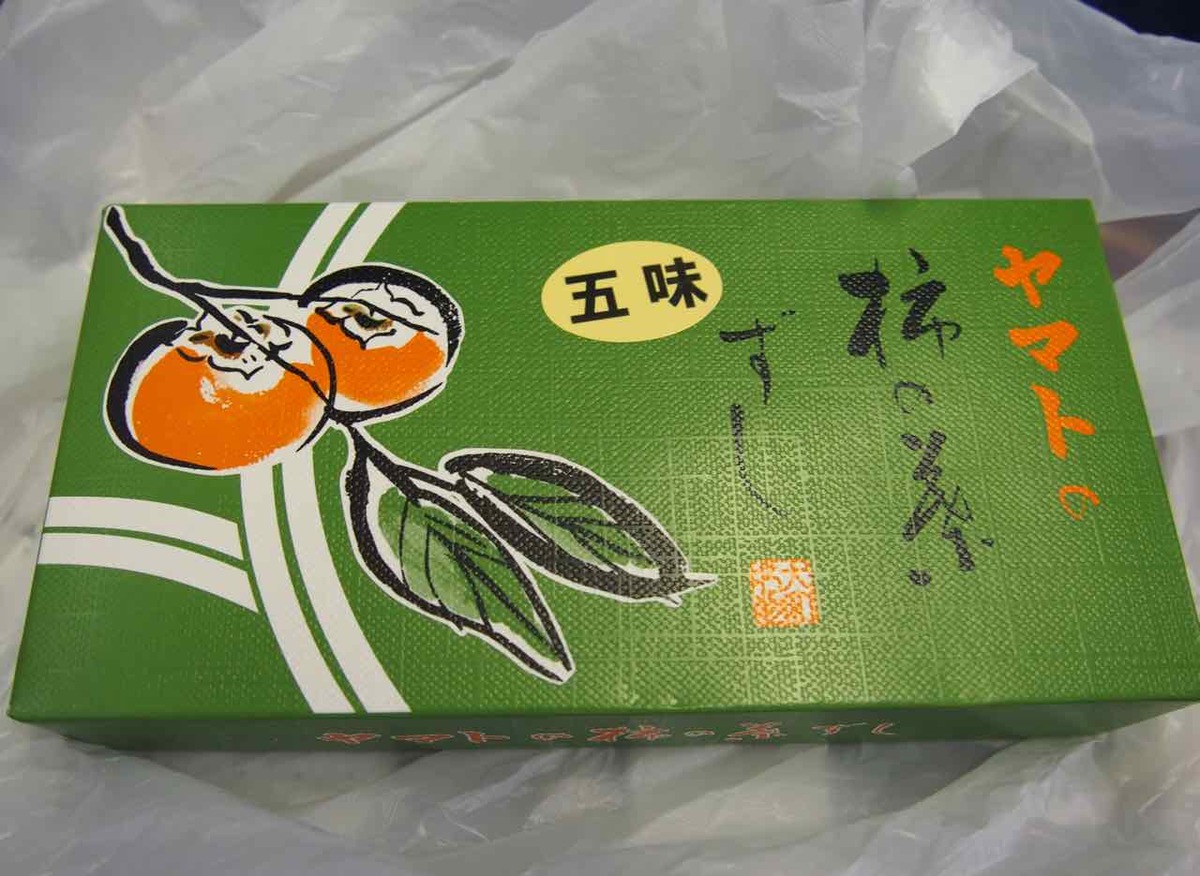 ヤマトの
柿の葉
ずし
五味
ヤマトの柿の葉ずし